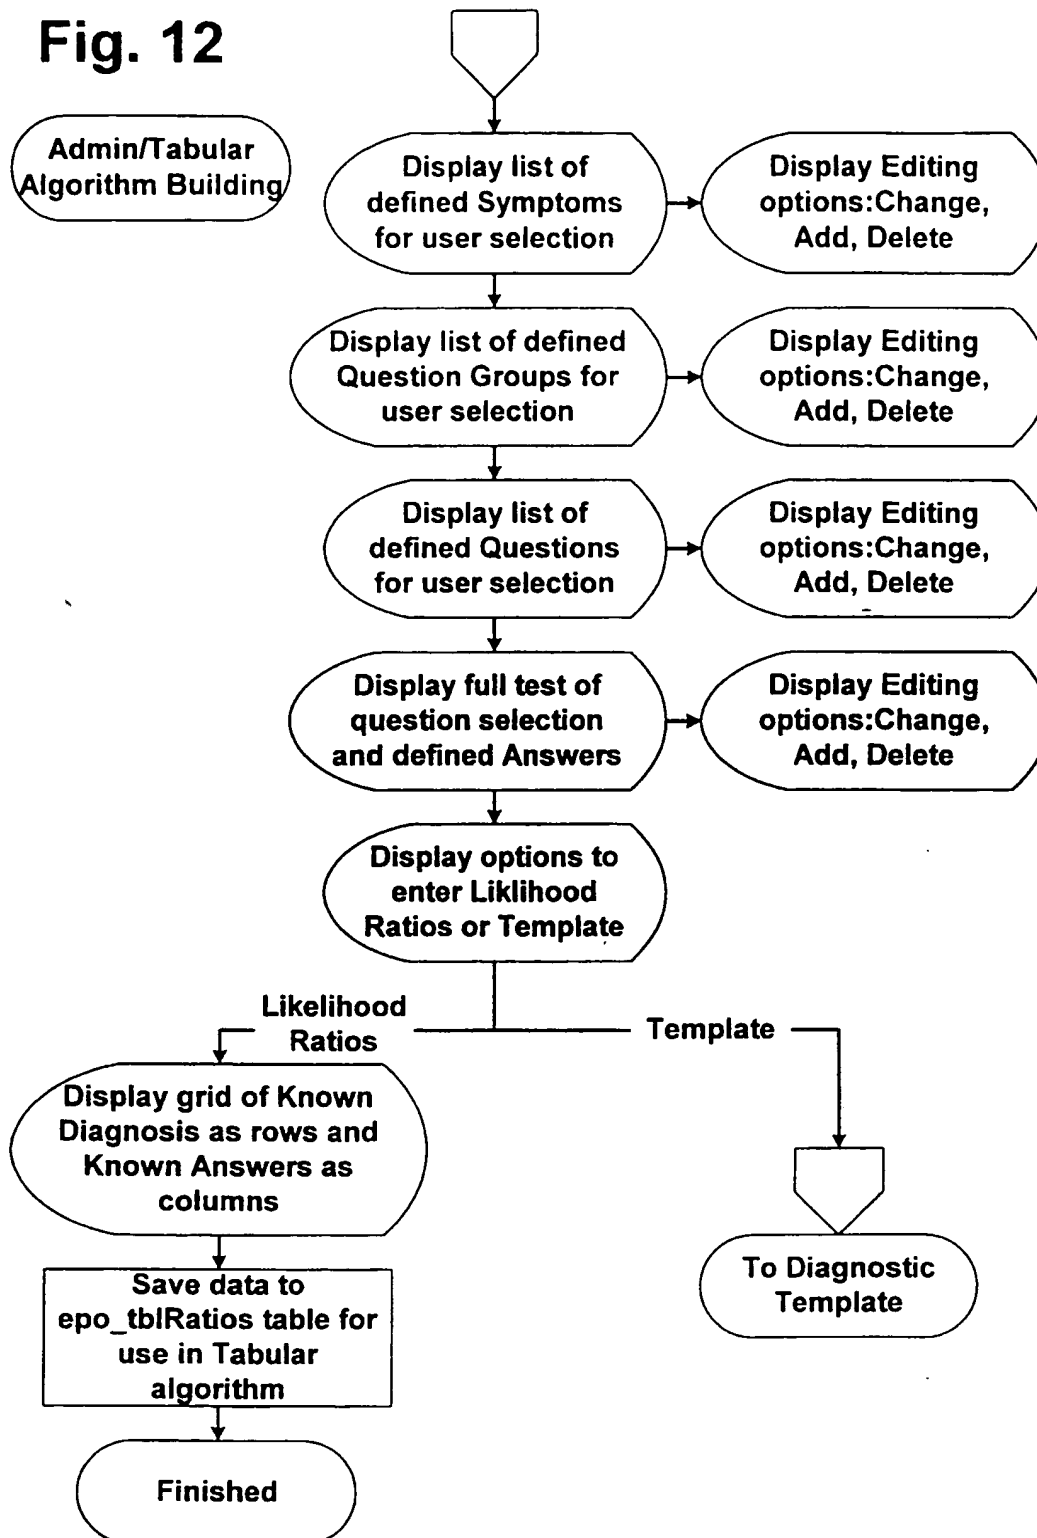 Fig. 12
Admin/Tabular
Algorithm Building
Display list of
defined Symptoms
for user selection
Display Editing
options:Change,
Add, Delete
Display list of defined
Question Groups for
user selection
Display Editing
options:Change,
Add, Delete
Display list of
defined Questions
for user selection
Display Editing
options:Change,
Add, Delete
Display full test of
question selection
and defined Answers
Display Editing
options:Change,
Add, Delete
Display options to
enter Liklihood
Ratios or Template
Likelihood
Ratios
Template
Display grid of Known
Diagnosis as rows and
Known Answers as
columns
Save data to
epo_tblRatios table for
use in Tabular
algorithm
Finished
To Diagnostic
Template